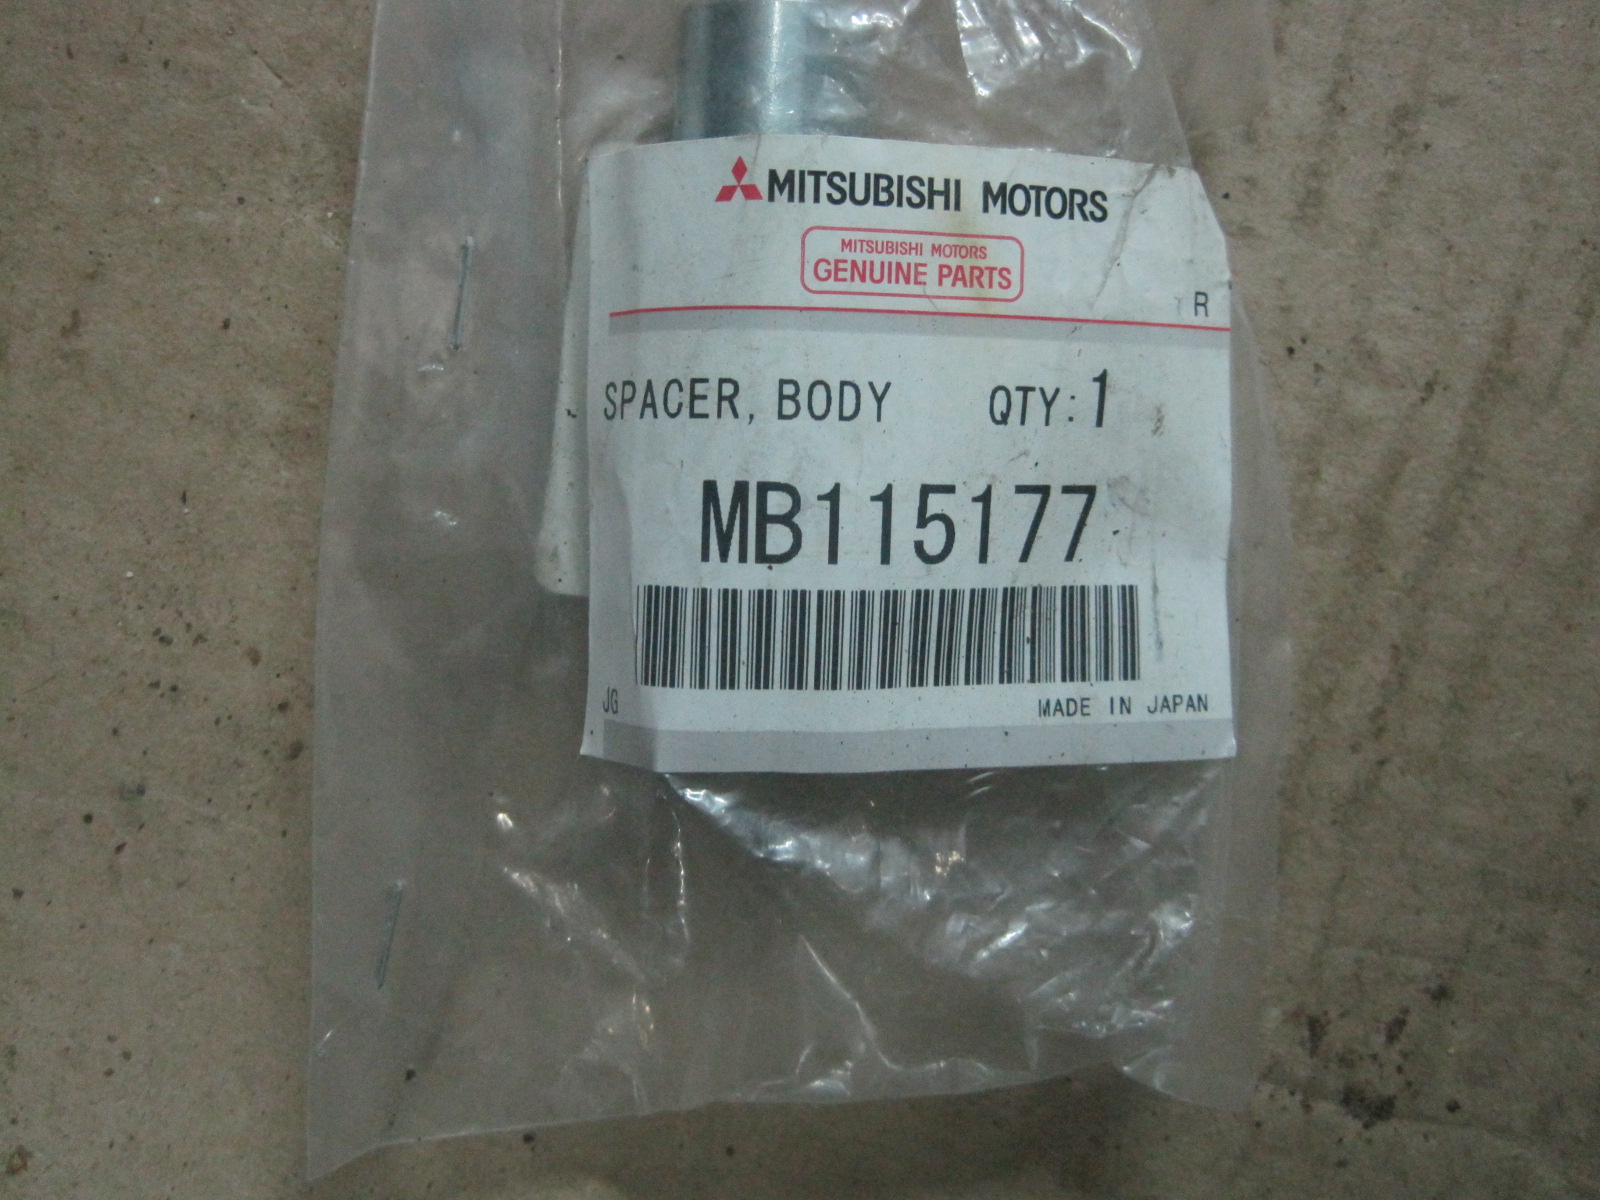 MITSUBISHI MOTORS
MITSUBISHI MOTORS
GENUINE PARTS
R
SPACER, BODY QTY: 1
MB115177
JG MADE IN JAPAN